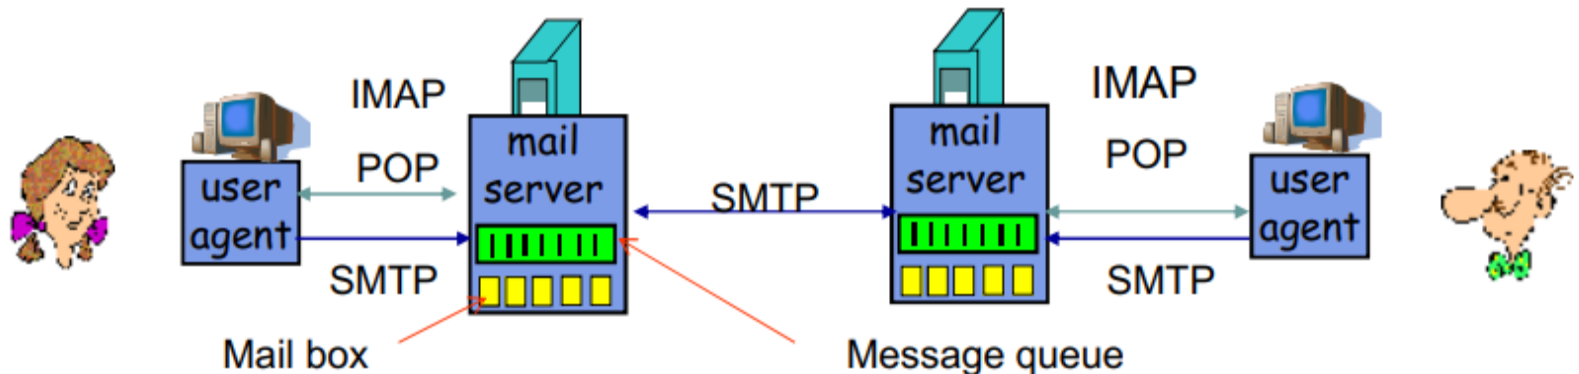 IMAP
POP
SMTP
user
agent
mail
server
SMTP
mail
server
IMAP
POP
SMTP
user
agent
Mail box
Message queue